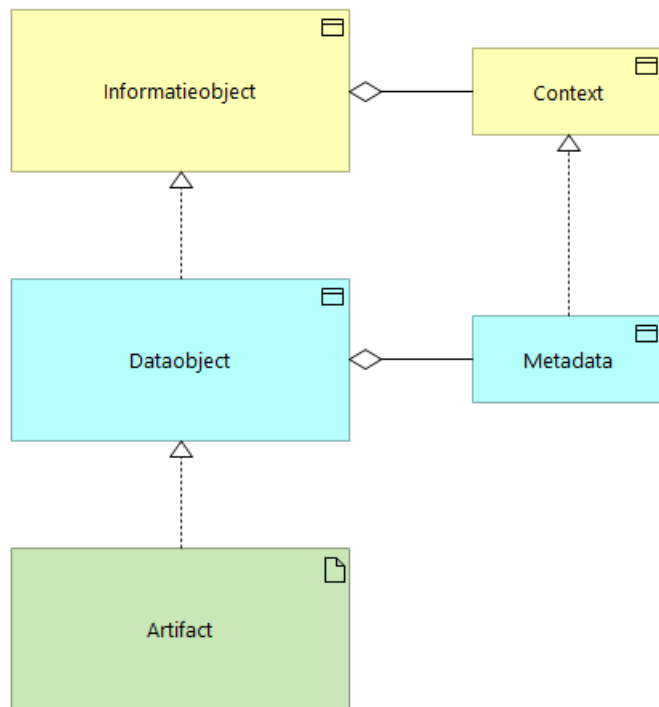 Informatieobject
Context
Dataobject
Metadata
Artifact